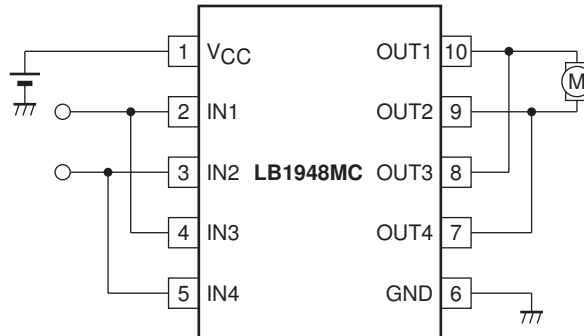 1 VCC OUT1 10
M
2 IN1 OUT2 9
3 IN2 LB1948MC OUT3 8
4 IN3 OUT4 7
5 IN4 GND 6